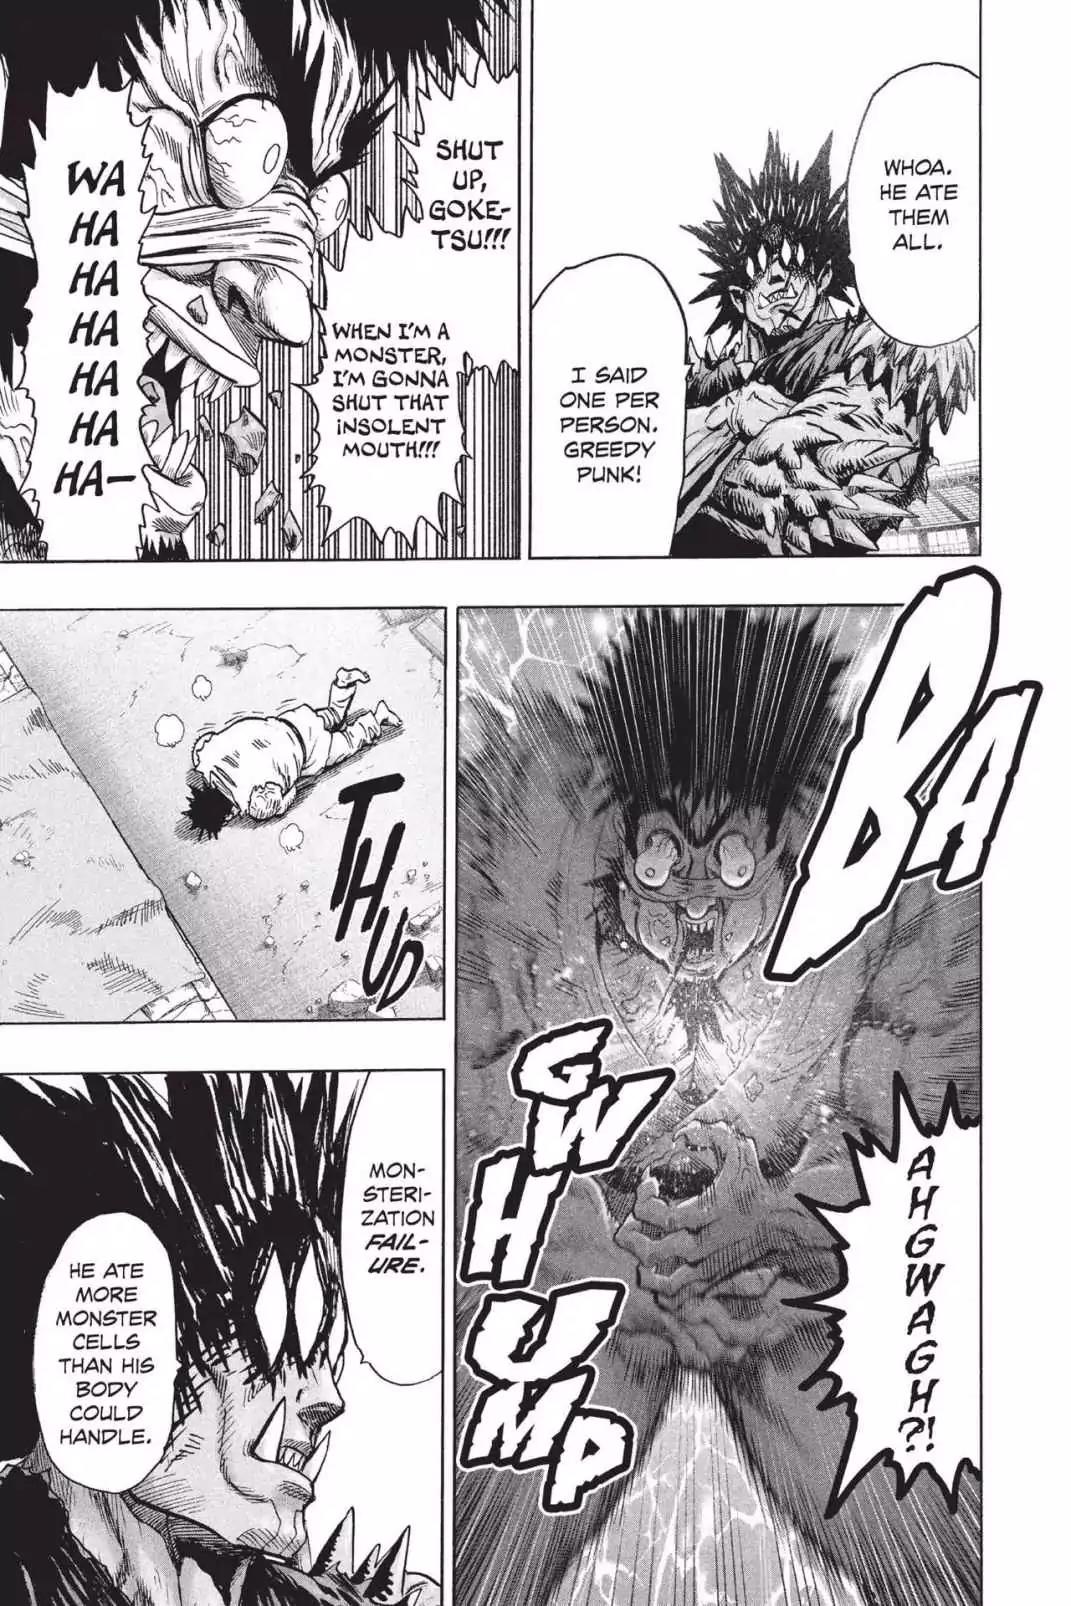 WHOA.
HE ATE
THEM
ALL.
I SAID
ONE PER
PERSON.
GREEDY
PUNK!
SHUT
UP,
GOKE-
TSU!!!
WHEN I'M A
MONSTER,
I'M GONNA
SHUT THAT
INSOLENT
MOUTH!!!
WA
HA
HA
HA
HA
HA
HA—
BA
GWHUMP
AHGWAGH?!
THUD
MON-
STERI-
ZATION
FAIL-
URE.
HE ATE
MORE
MONSTER
CELLS
THAN HIS
BODY
COULD
HANDLE.